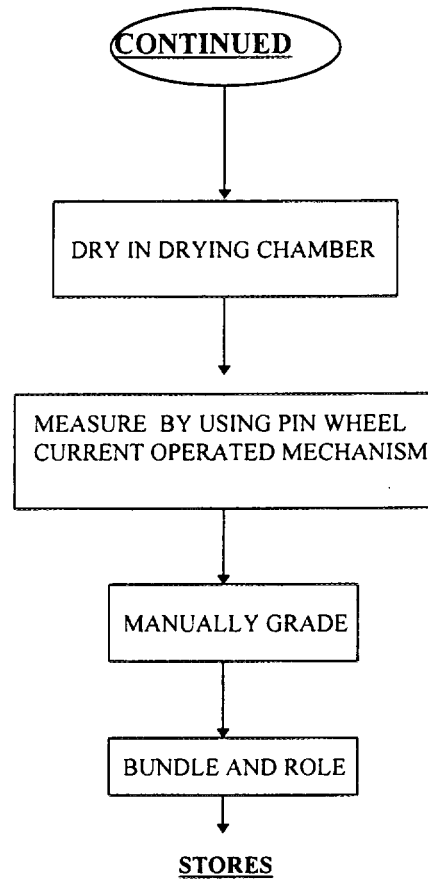 CONTINUED
DRY IN DRYING CHAMBER
MEASURE BY USING PIN WHEEL
CURRENT OPERATED MECHANISM
MANUALLY GRADE
BUNDLE AND ROLE
STORES